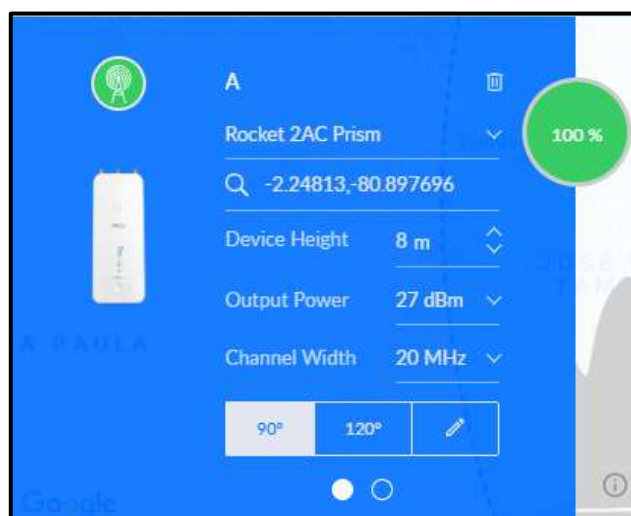 A
Rocket 2AC Prism
100 %
-2.24813,-80.897696
Device Height 8 m
Output Power 27 dBm
A PAULA
Channel Width 20 MHz
90° 120°
Google